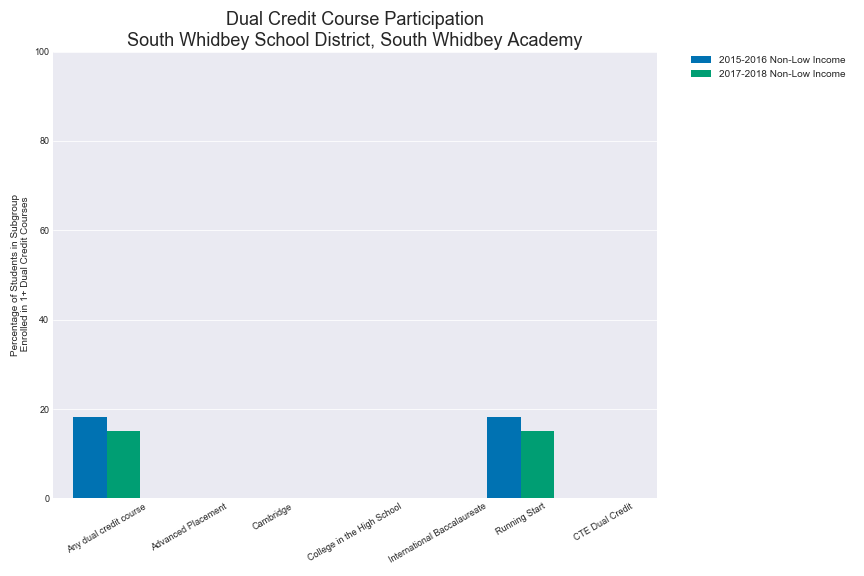 Dual Credit Course Participation
South Whidbey School District, South Whidbey Academy
2015-2016 Non-Low Income
2017-2018 Non-Low Income
Percentage of Students in Subgroup
Enrolled in 1+ Dual Credit Courses
100
80
60
40
20
0
Any dual credit course
Advanced Placement
Cambridge
College in the High School
International Baccalaureate
Running Start
CTE Dual Credit